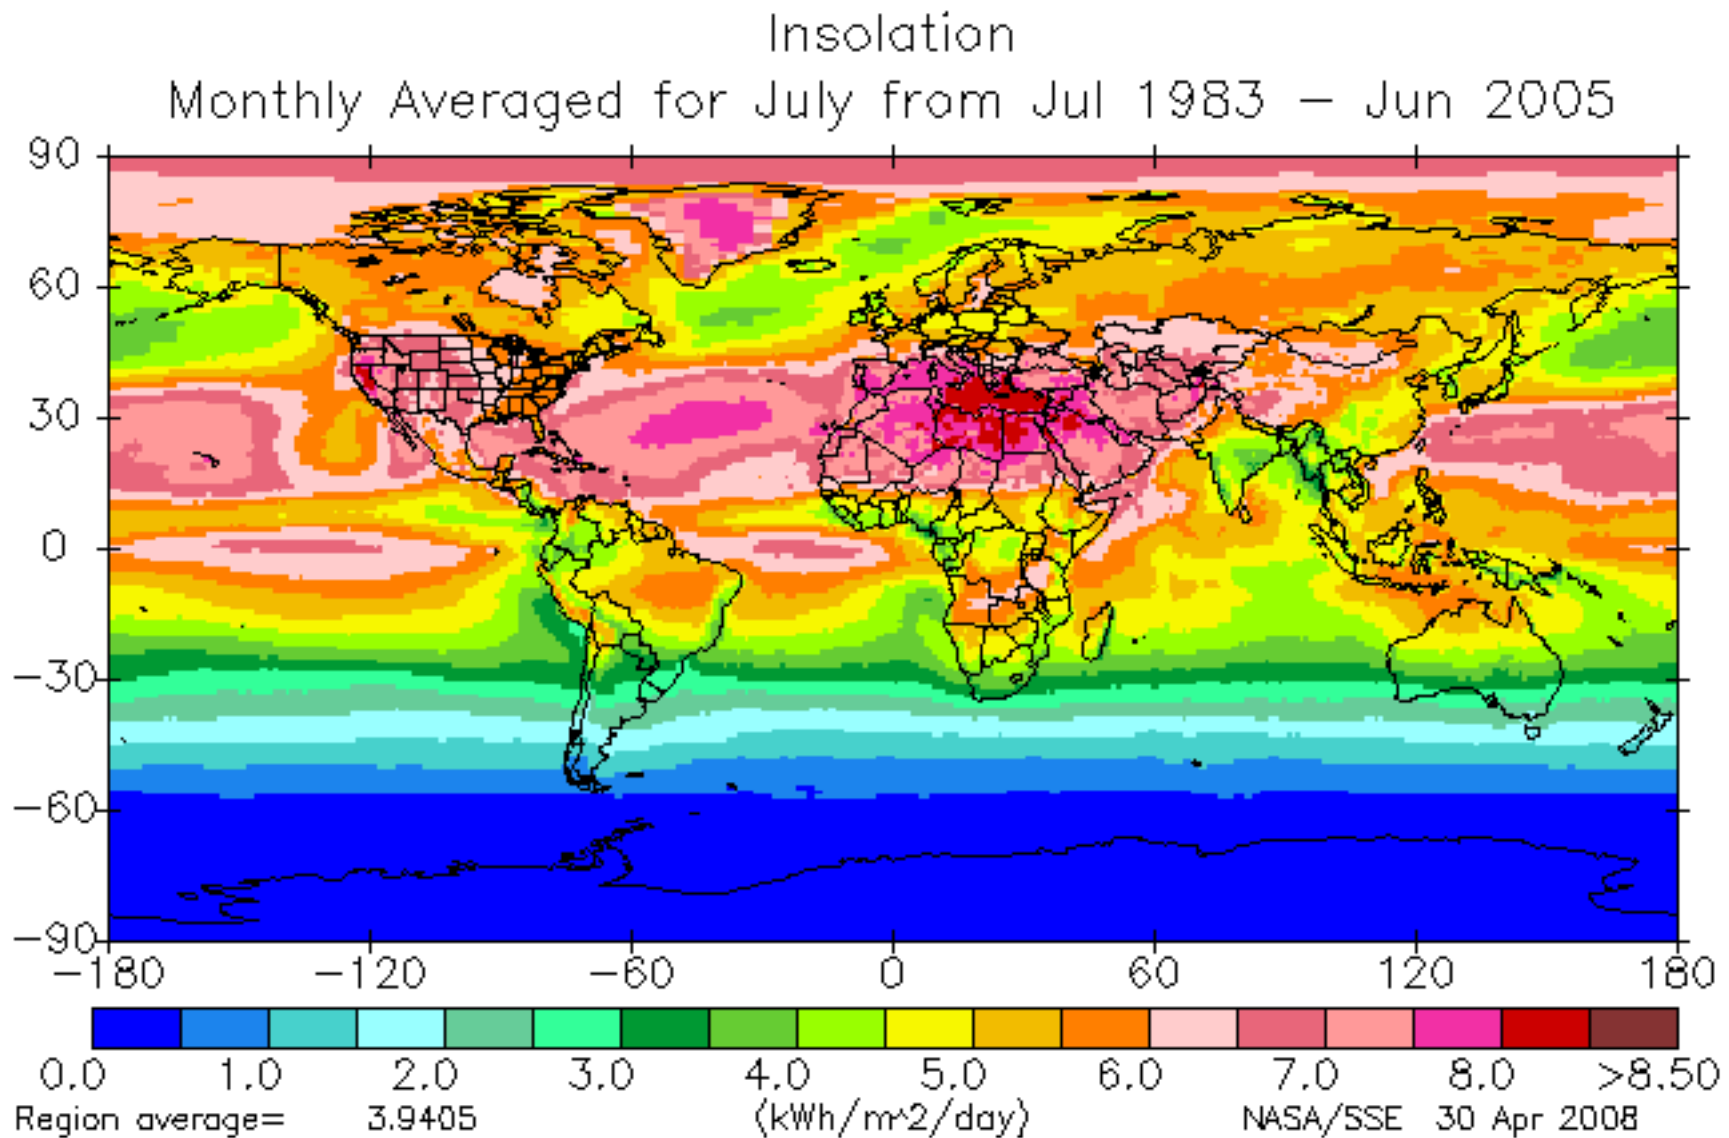 Insolation
Monthly Averaged for July from Jul 1983 – Jun 2005
90
60
30
0
−30
−60
−90
−180 −120 −60 0 60 120 180
0.0 1.0 2.0 3.0 4.0 5.0 6.0 7.0 8.0 >8.50
Region average= 3.9405 (kWh/m^2/day) NASA/SSE 30 Apr 2008